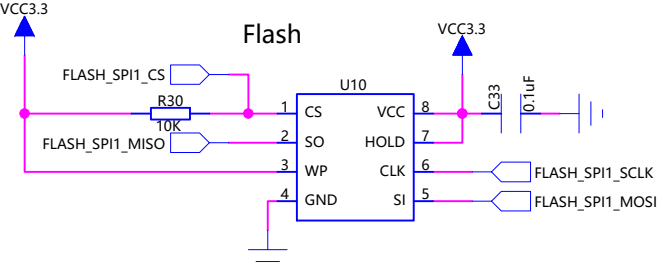 VCC3.3
Flash
VCC3.3
FLASH_SPI1_CS
U10
C33
0.1uF
R30
10K
1 CS VCC 8
FLASH_SPI1_MISO
2 SO HOLD 7
3 WP CLK 6
FLASH_SPI1_SCLK
4 GND SI 5
FLASH_SPI1_MOSI